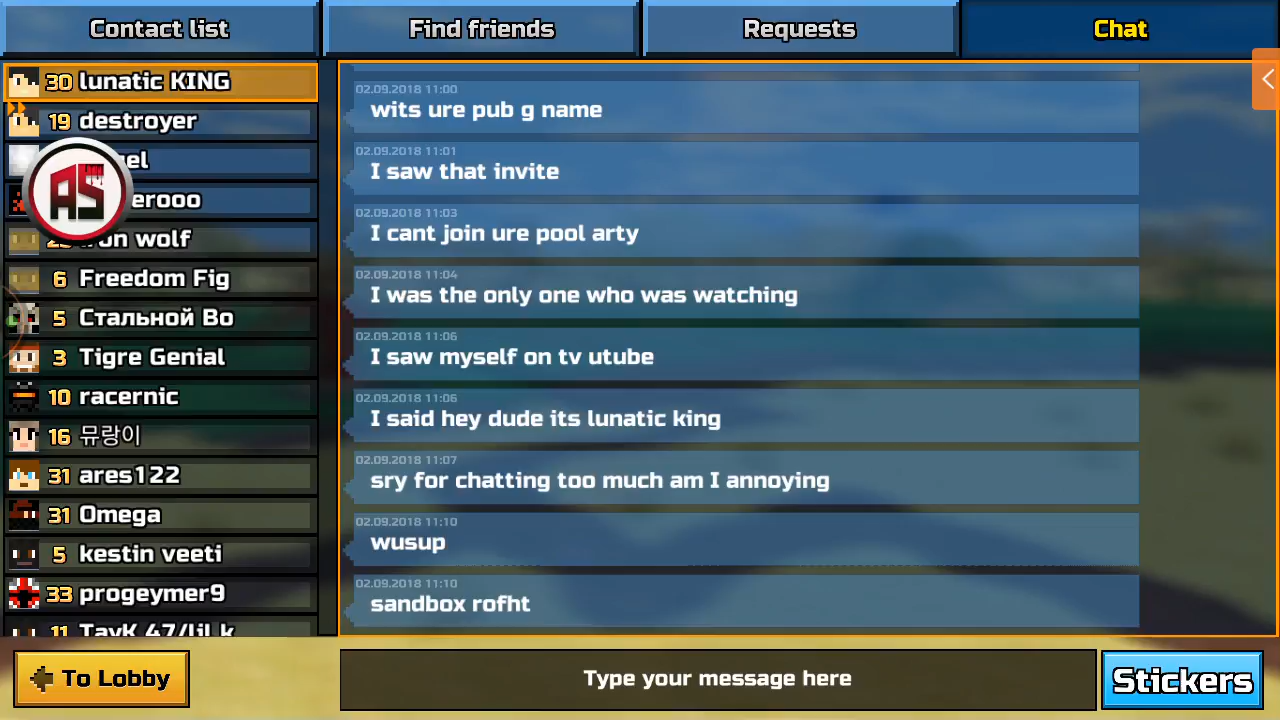 Contact list
Find friends
Requests
Chat
30 lunatic KING
19 destroyer
el
erooo
on wolf
6 Freedom Fig
5 Стальной Во
3 Tigre Genial
10 racernic
16 뮤랑이
31 ares122
31 Omega
5 kestin veeti
33 progeymer9
11 TayK 47/liLk
AS
02.09.2018 11:00
wits ure pub g name
02.09.2018 11:01
I saw that invite
02.09.2018 11:03
I cant join ure pool arty
02.09.2018 11:04
I was the only one who was watching
02.09.2018 11:06
I saw myself on tv utube
02.09.2018 11:06
I said hey dude its lunatic king
02.09.2018 11:07
sry for chatting too much am I annoying
02.09.2018 11:10
wusup
02.09.2018 11:10
sandbox rofht
To Lobby
Type your message here
Stickers